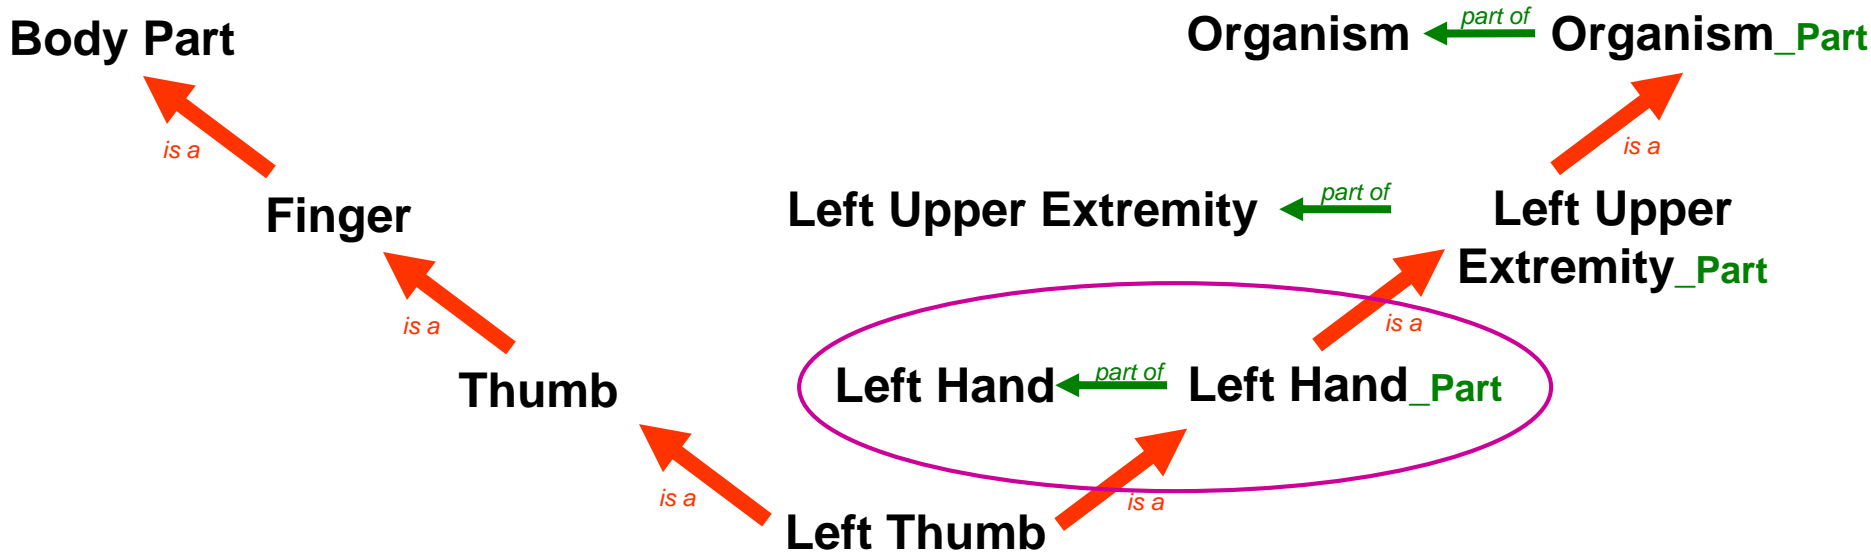 Body Part
Organism part of Organism_Part
is a
is a
Finger
Left Upper Extremity part of Left Upper
Extremity_Part
is a
is a
Thumb
Left Hand part of Left Hand_Part
is a
is a
Left Thumb